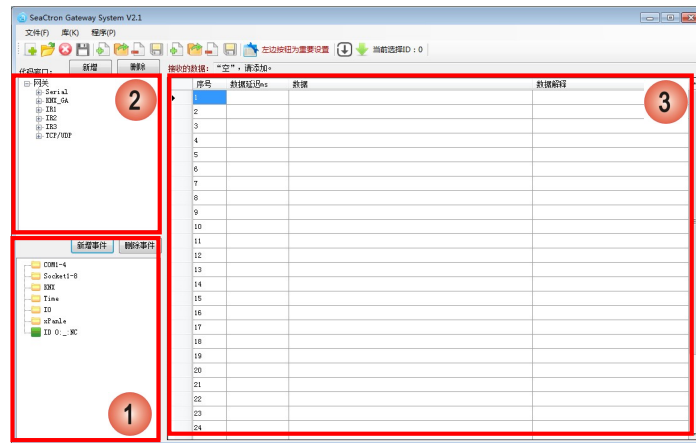 SeaCtron Gateway System V2.1
文件(F) 库(K) 程序(P)
左边按钮为重要设置 当前选择ID：0
代码窗口： 新增 删除 接收的数据： “空”，请添加。
网关
Serial
KNX_GA
IR1
IR2
IR3
TCP/UDP
2
序号 数据延迟ms 数据 数据解释
3
1
2
3
4
5
6
7
8
9
10
11
12
13
14
15
16
17
18
19
20
21
22
23
24
新增事件 删除事件
COM1-4
Socket1-8
KNX
Time
IO
xPanle
ID 0:_:NC
1